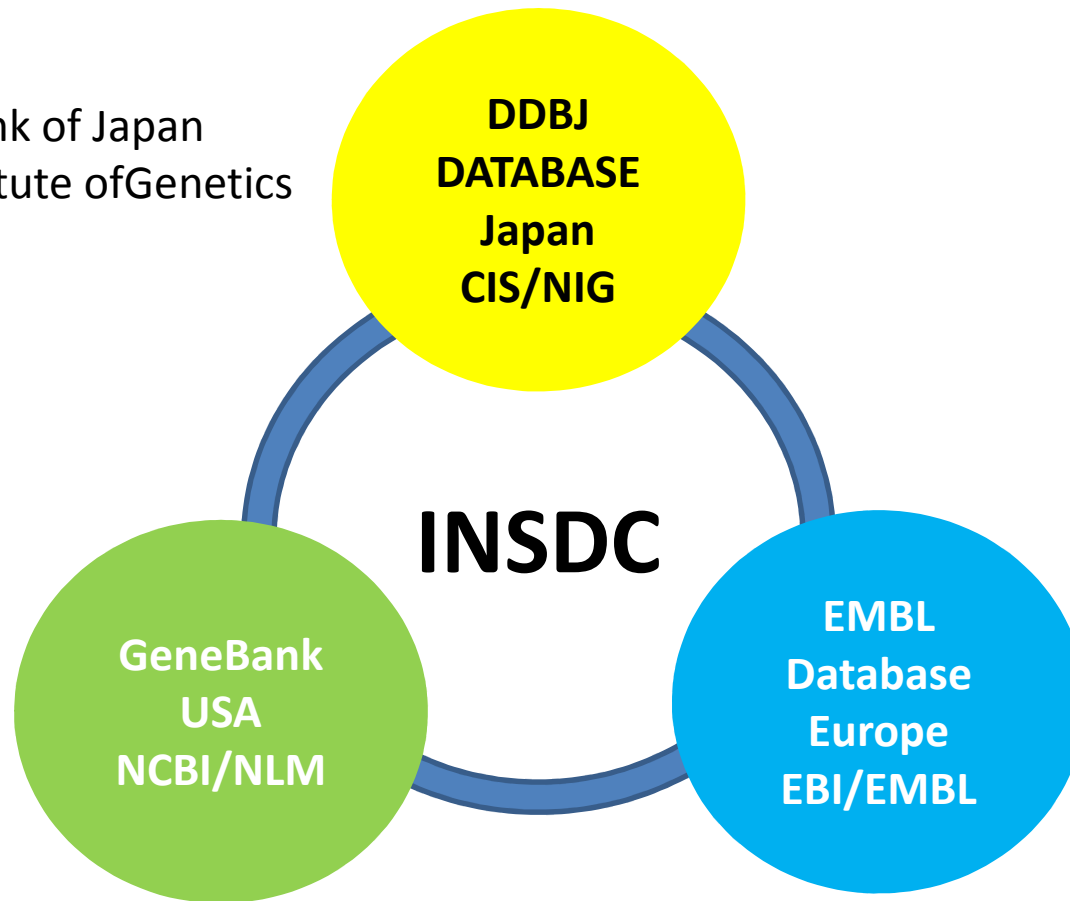 nk of Japan
tute ofGenetics
DDBJ
DATABASE
Japan
CIS/NIG
INSDC
GeneBank
USA
NCBI/NLM
EMBL
Database
Europe
EBI/EMBL